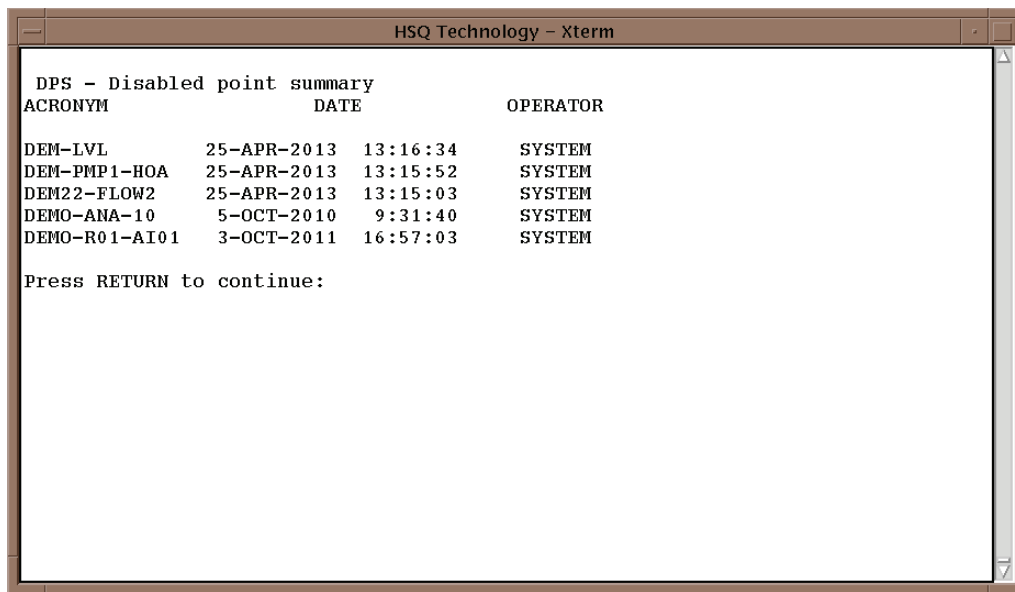 HSQ Technology – Xterm
DPS – Disabled point summary
ACRONYM DATE OPERATOR
DEM-LVL 25-APR-2013 13:16:34 SYSTEM
DEM-PMP1-HOA 25-APR-2013 13:15:52 SYSTEM
DEM22-FLOW2 25-APR-2013 13:15:03 SYSTEM
DEMO-ANA-10 5-OCT-2010 9:31:40 SYSTEM
DEMO-R01-AI01 3-OCT-2011 16:57:03 SYSTEM
Press RETURN to continue: